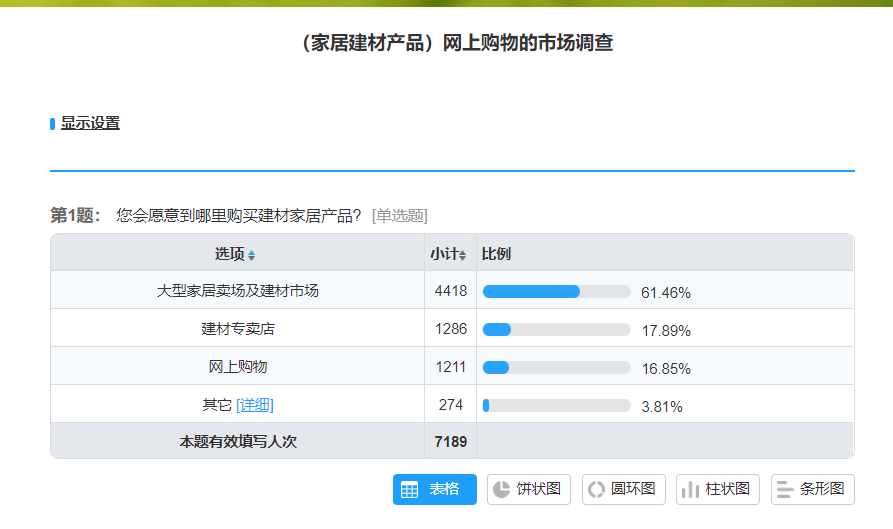 （家居建材产品）网上购物的市场调查
显示设置
第1题： 您会愿意到哪里购买建材家居产品? [单选题]
选项 小计 比例
大型家居卖场及建材市场 4418 61.46%
建材专卖店 1286 17.89%
网上购物 1211 16.85%
其它 [详细] 274 3.81%
本题有效填写人次 7189
表格 饼状图 圆环图 柱状图 条形图